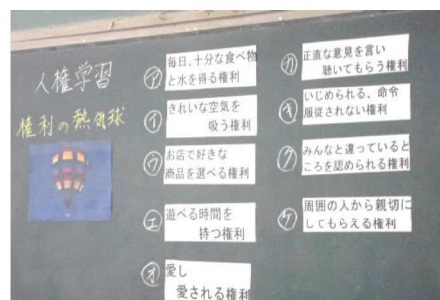 人権学習
権利の熱気球
㋐ 毎日、十分な食べ物
と水を得る権利
㋑ きれいな空気を
吸う権利
㋒ お店で好きな
商品を選べる権利
㋓ 遊べる時間を
持つ権利
㋔ 愛し
愛される権利
㋕ 正直な意見を言い
聴いてもらう権利
㋖ いじめられる、命令
服従されない権利
㋗ みんなと違っていると
ころを認められる権利
㋘ 周囲の人から親切に
してもらえる権利